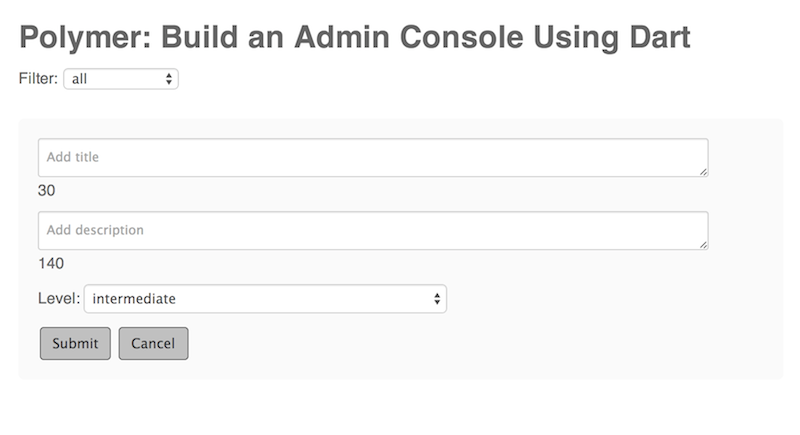 Polymer: Build an Admin Console Using Dart
Filter: all
Add title
30
Add description
140
Level: intermediate
Submit Cancel